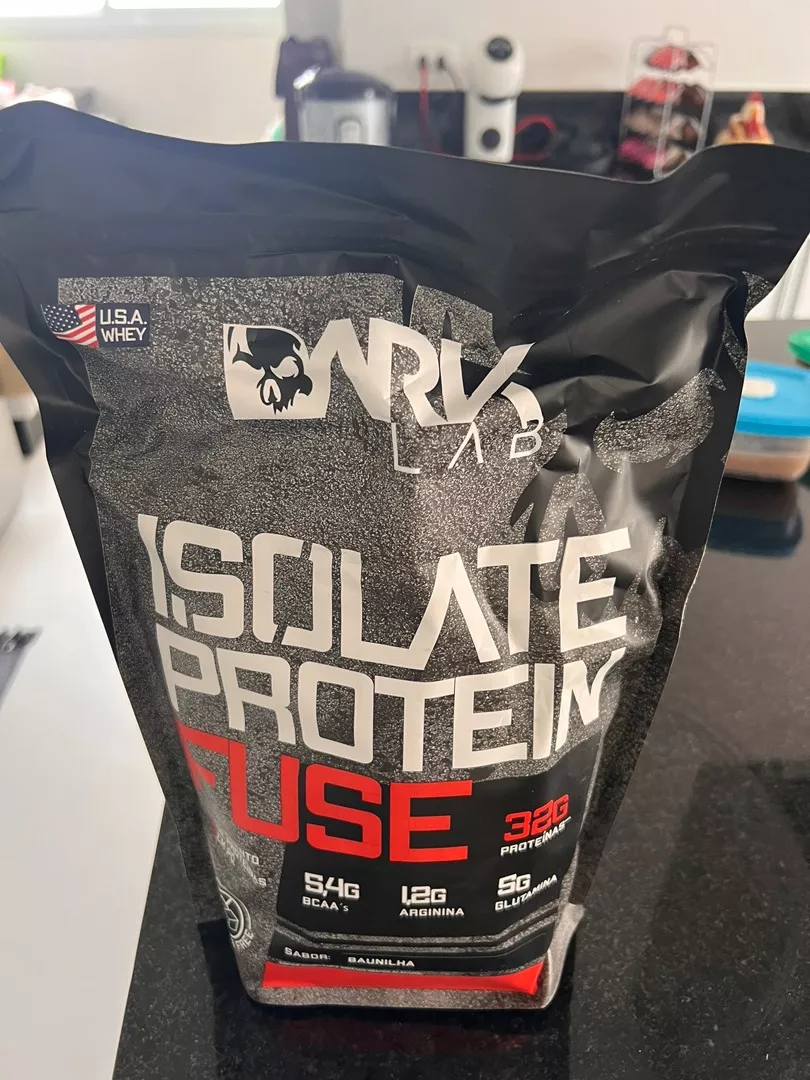 U.S.A.
WHEY
DARK
LAB
ISOLATE
PROTEIN
FUSE
32G
PROTEÍNAS
5,4G
BCAA's
1,2G
ARGININA
5G
GLUTAMINA
SABOR: BAUNILHA